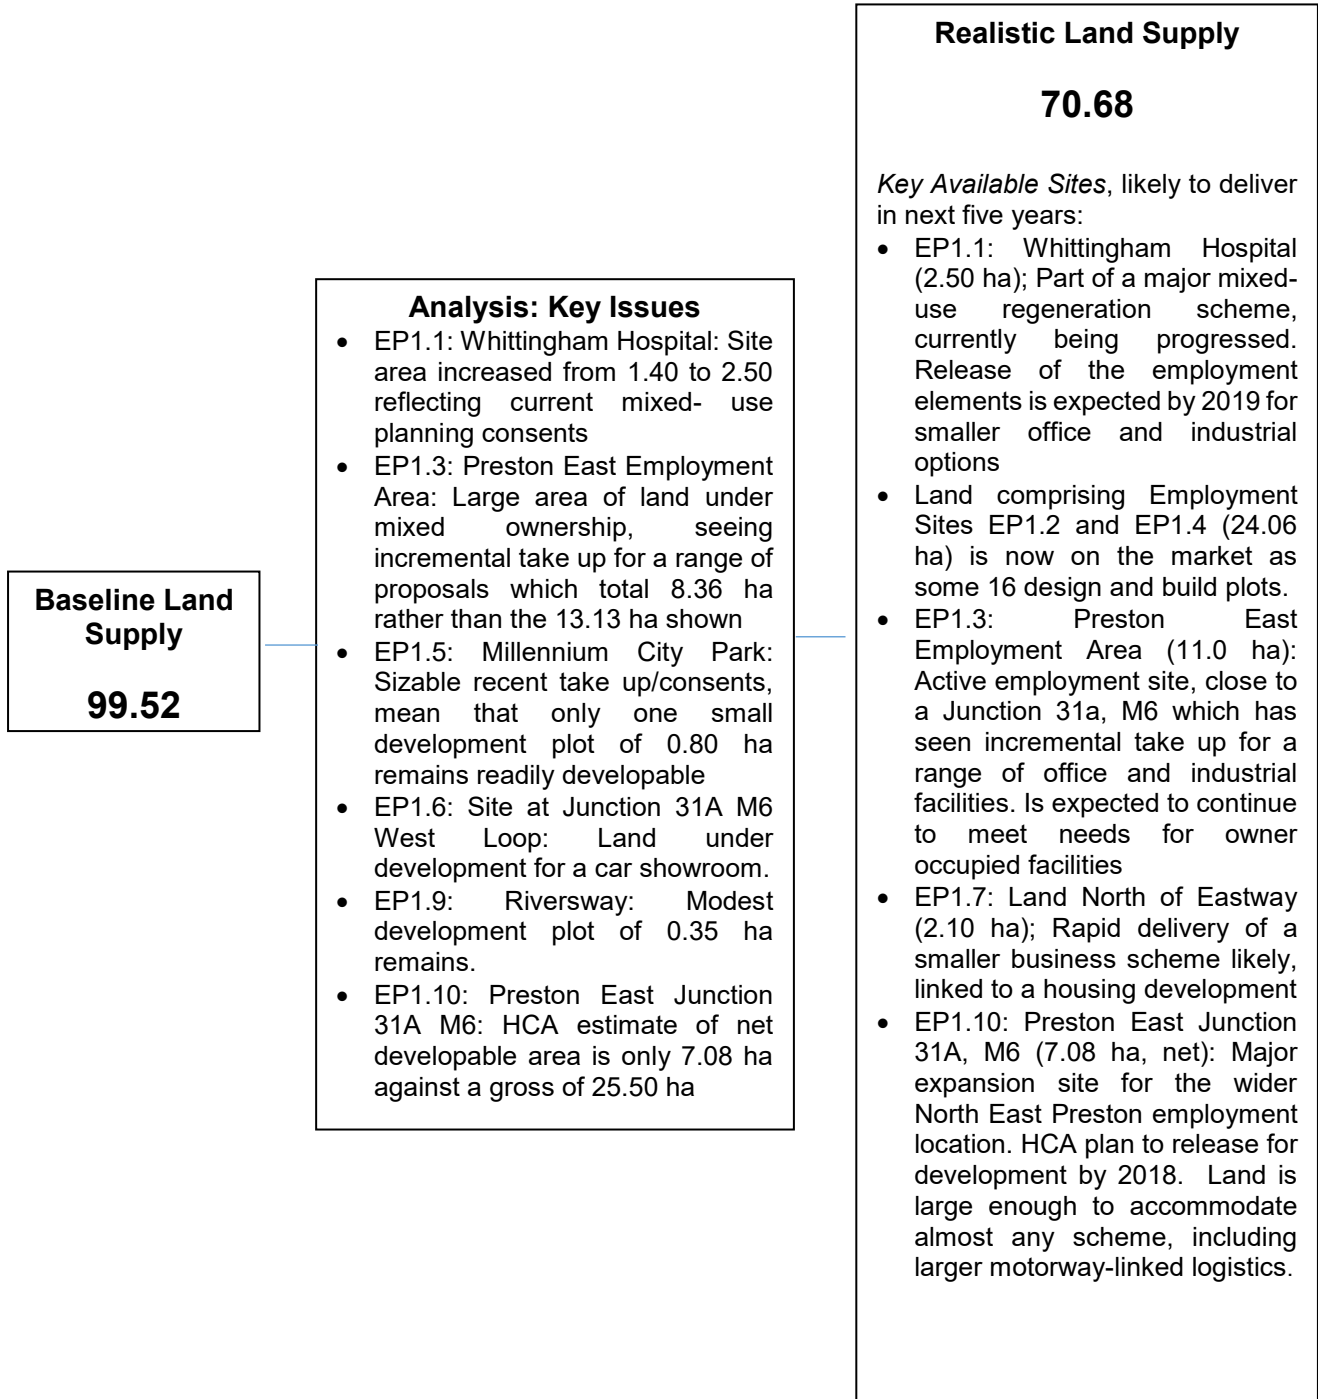 Baseline Land
Supply
99.52
Analysis: Key Issues
• EP1.1: Whittingham Hospital: Site
area increased from 1.40 to 2.50
reflecting current mixed- use
planning consents
• EP1.3: Preston East Employment
Area: Large area of land under
mixed ownership, seeing
incremental take up for a range of
proposals which total 8.36 ha
rather than the 13.13 ha shown
• EP1.5: Millennium City Park:
Sizable recent take up/consents,
mean that only one small
development plot of 0.80 ha
remains readily developable
• EP1.6: Site at Junction 31A M6
West Loop: Land under
development for a car showroom.
• EP1.9: Riversway: Modest
development plot of 0.35 ha
remains.
• EP1.10: Preston East Junction
31A M6: HCA estimate of net
developable area is only 7.08 ha
against a gross of 25.50 ha
Realistic Land Supply
70.68
Key Available Sites, likely to deliver
in next five years:
• EP1.1: Whittingham Hospital
(2.50 ha); Part of a major mixed-
use regeneration scheme,
currently being progressed.
Release of the employment
elements is expected by 2019 for
smaller office and industrial
options
• Land comprising Employment
Sites EP1.2 and EP1.4 (24.06
ha) is now on the market as
some 16 design and build plots.
• EP1.3: Preston East
Employment Area (11.0 ha):
Active employment site, close to
a Junction 31a, M6 which has
seen incremental take up for a
range of office and industrial
facilities. Is expected to continue
to meet needs for owner
occupied facilities
• EP1.7: Land North of Eastway
(2.10 ha); Rapid delivery of a
smaller business scheme likely,
linked to a housing development
• EP1.10: Preston East Junction
31A, M6 (7.08 ha, net): Major
expansion site for the wider
North East Preston employment
location. HCA plan to release for
development by 2018. Land is
large enough to accommodate
almost any scheme, including
larger motorway-linked logistics.